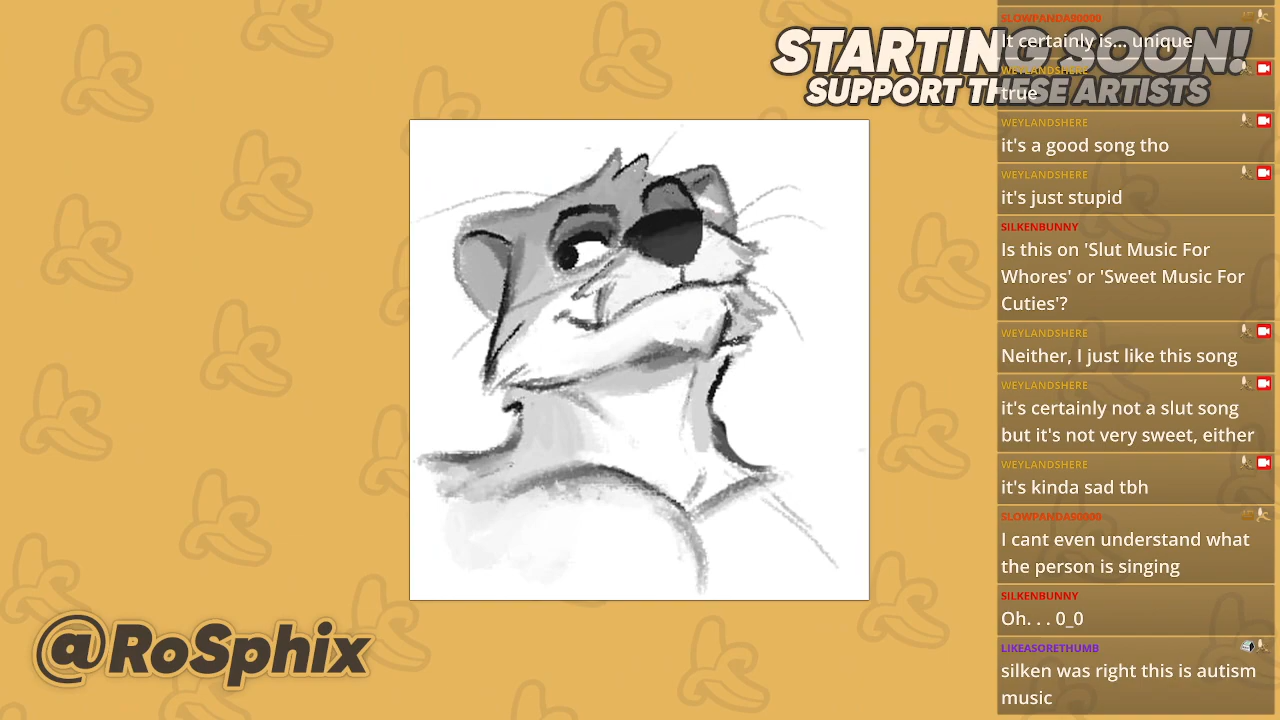 STARTING SOON!
SUPPORT THESE ARTISTS
@RoSphix
SLOWPANDA90000
It certainly is... unique
WEYLANDSHERE
true
WEYLANDSHERE
it's a good song tho
WEYLANDSHERE
it's just stupid
SILKENBUNNY
Is this on 'Slut Music For
Whores' or 'Sweet Music For
Cuties'?
WEYLANDSHERE
Neither, I just like this song
WEYLANDSHERE
it's certainly not a slut song
but it's not very sweet, either
WEYLANDSHERE
it's kinda sad tbh
SLOWPANDA90000
I cant even understand what
the person is singing
SILKENBUNNY
Oh. . . 0_0
LIKEASORETHUMB
silken was right this is autism
music